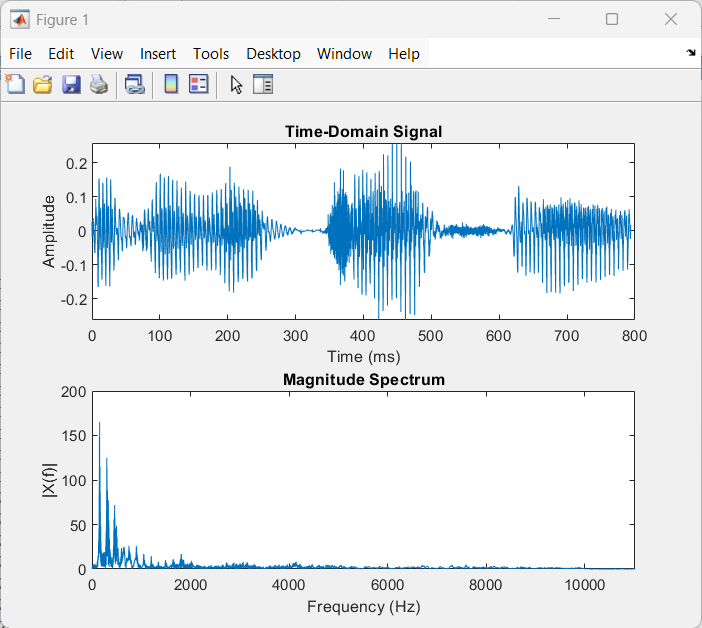 Figure 1
File Edit View Insert Tools Desktop Window Help
Time-Domain Signal
Amplitude
0.2
0.1
0
-0.1
-0.2
0 100 200 300 400 500 600 700 800
Time (ms)
Magnitude Spectrum
|X(f)|
200
150
100
50
0
0 2000 4000 6000 8000 10000
Frequency (Hz)